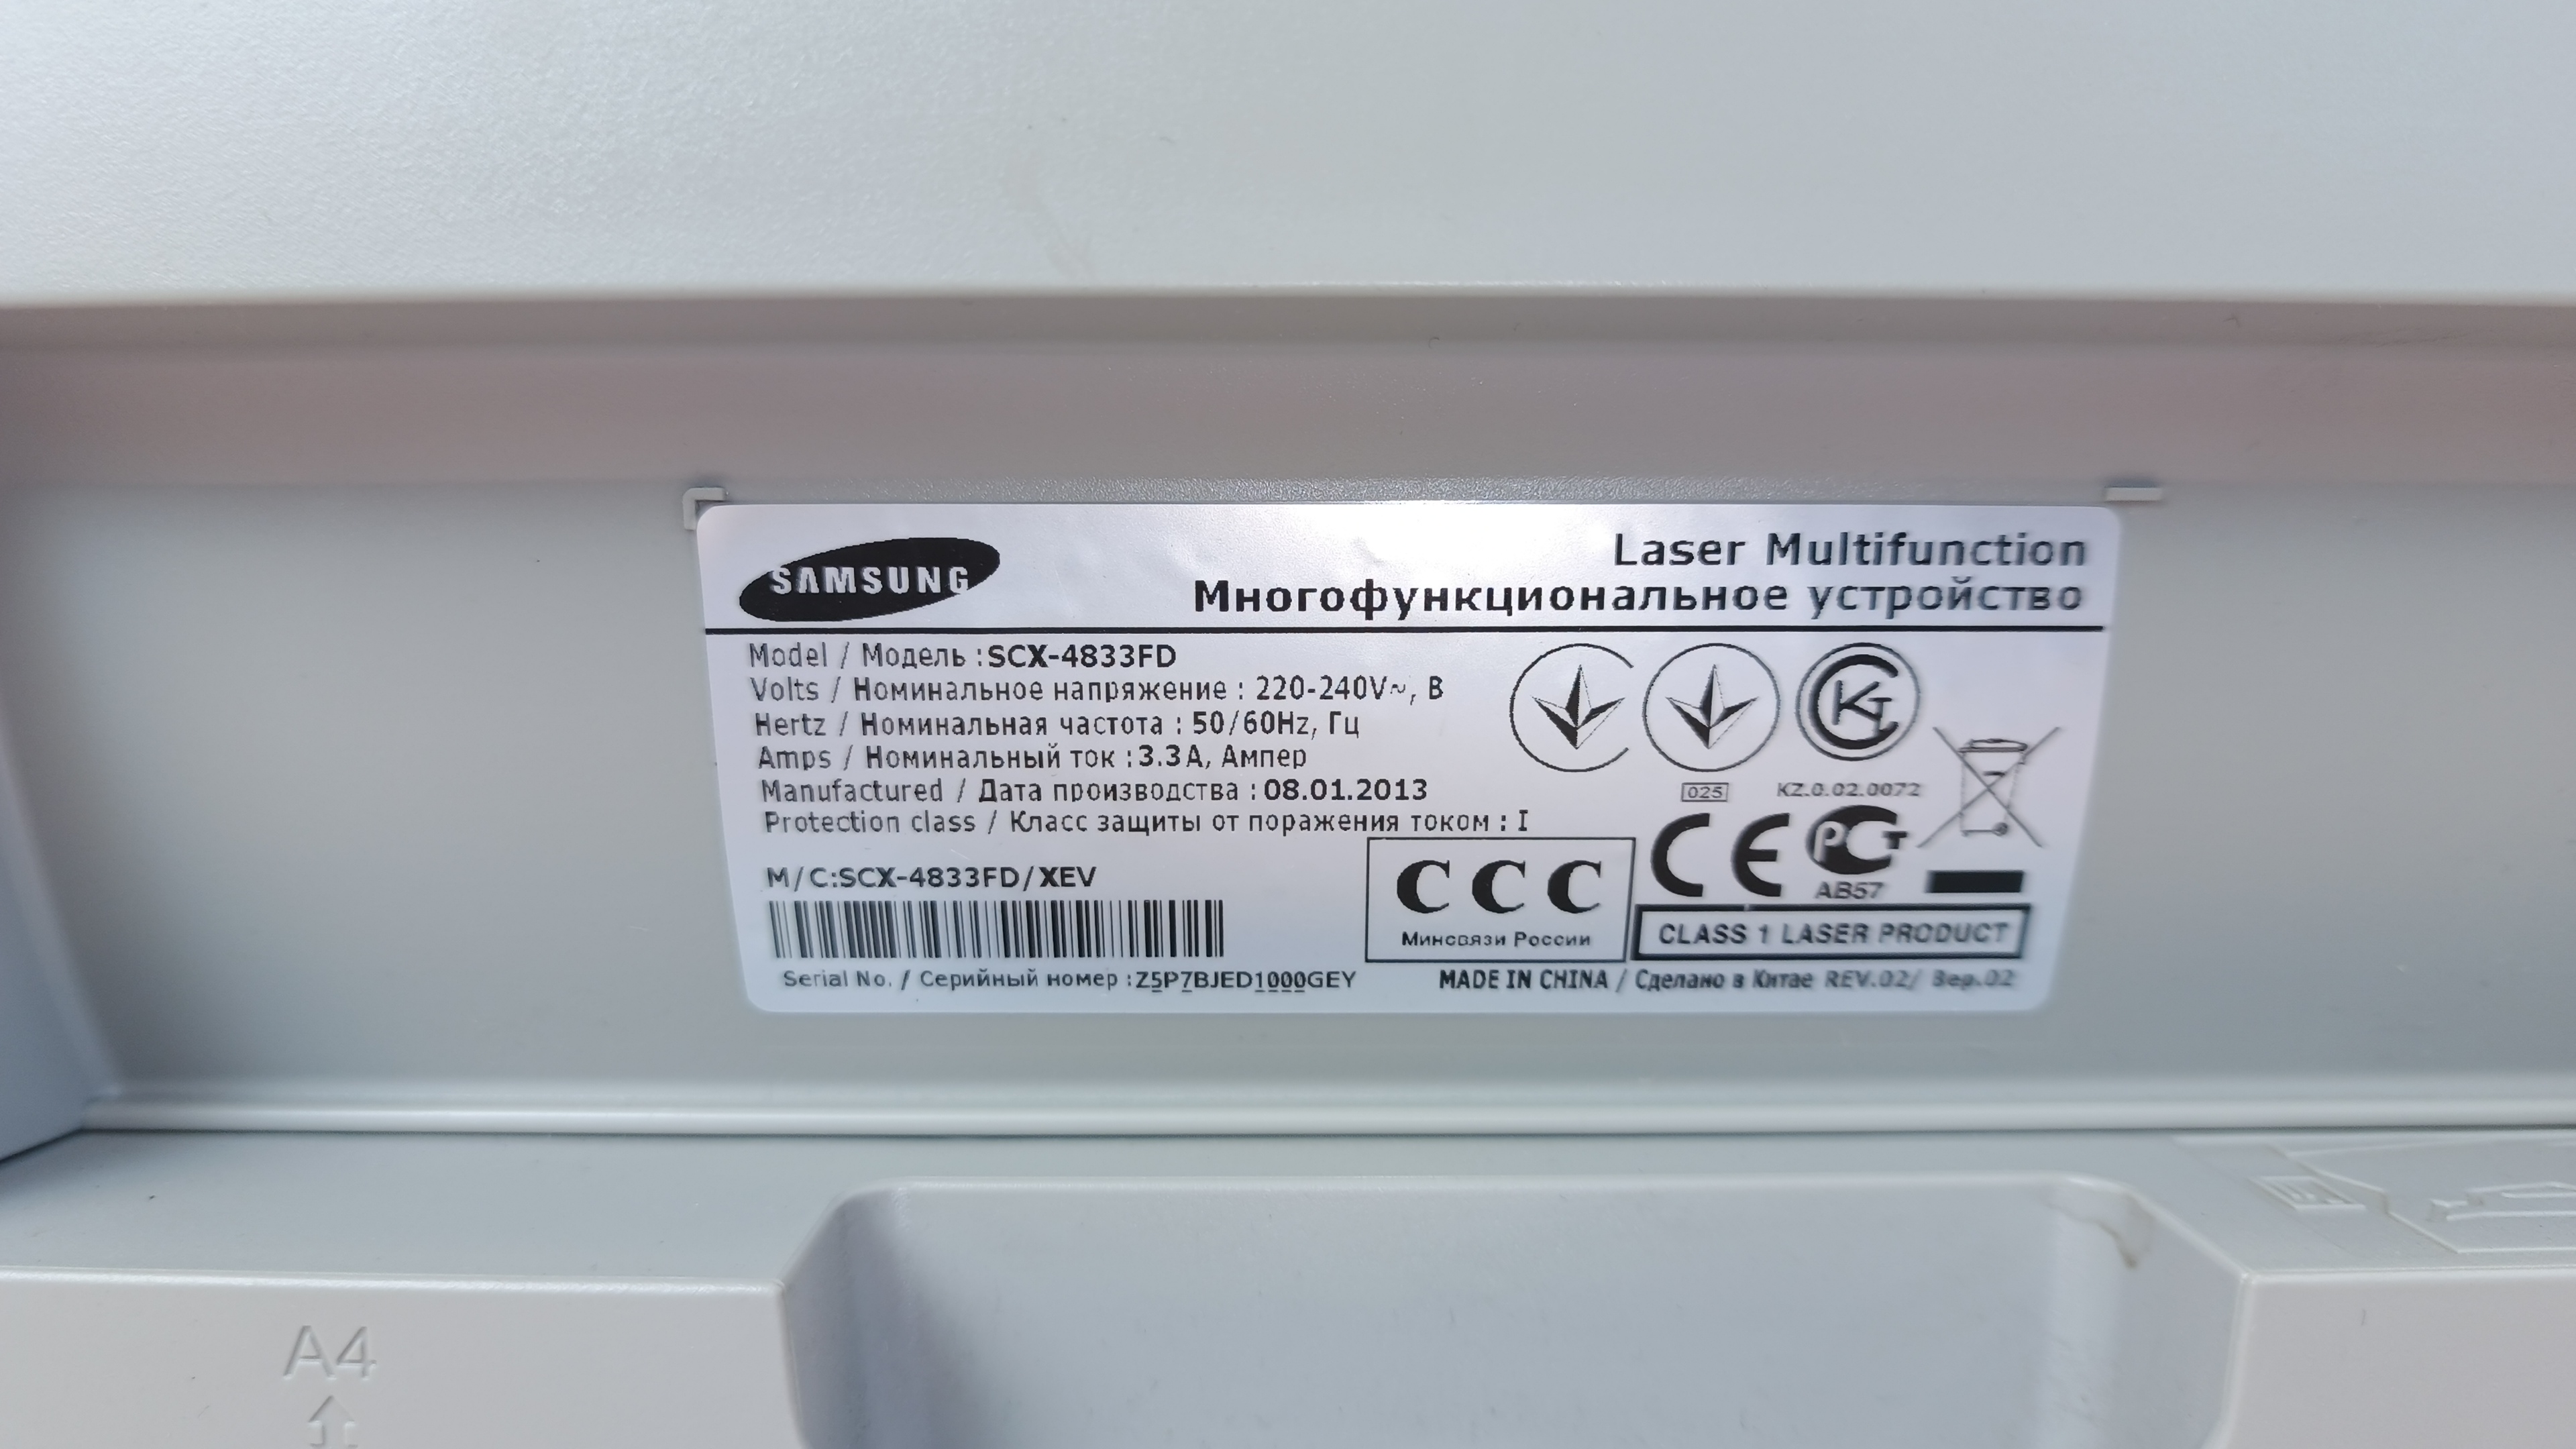 SAMSUNG
Laser Multifunction
Многофункциональное устройство
Model / Модель :SCX-4833FD
Volts / Номинальное напряжение : 220-240V~, В
Hertz / Номинальная частота : 50/60Hz, Гц
Amps / Номинальный ток :3.3A, Ампер
Manufactured / Дата производства :08.01.2013
Protection class / Класс защиты от поражения током : I
025
KZ.0.02.0072
M/C:SCX-4833FD/XEV
CCC
Минсвязи России
CE
РСТ
АВ57
CLASS 1 LASER PRODUCT
Serial No. / Серийный номер :Z5P7BJED1000GEY
MADE IN CHINA / Сделано в Китае REV.02/ Вер.02
A4